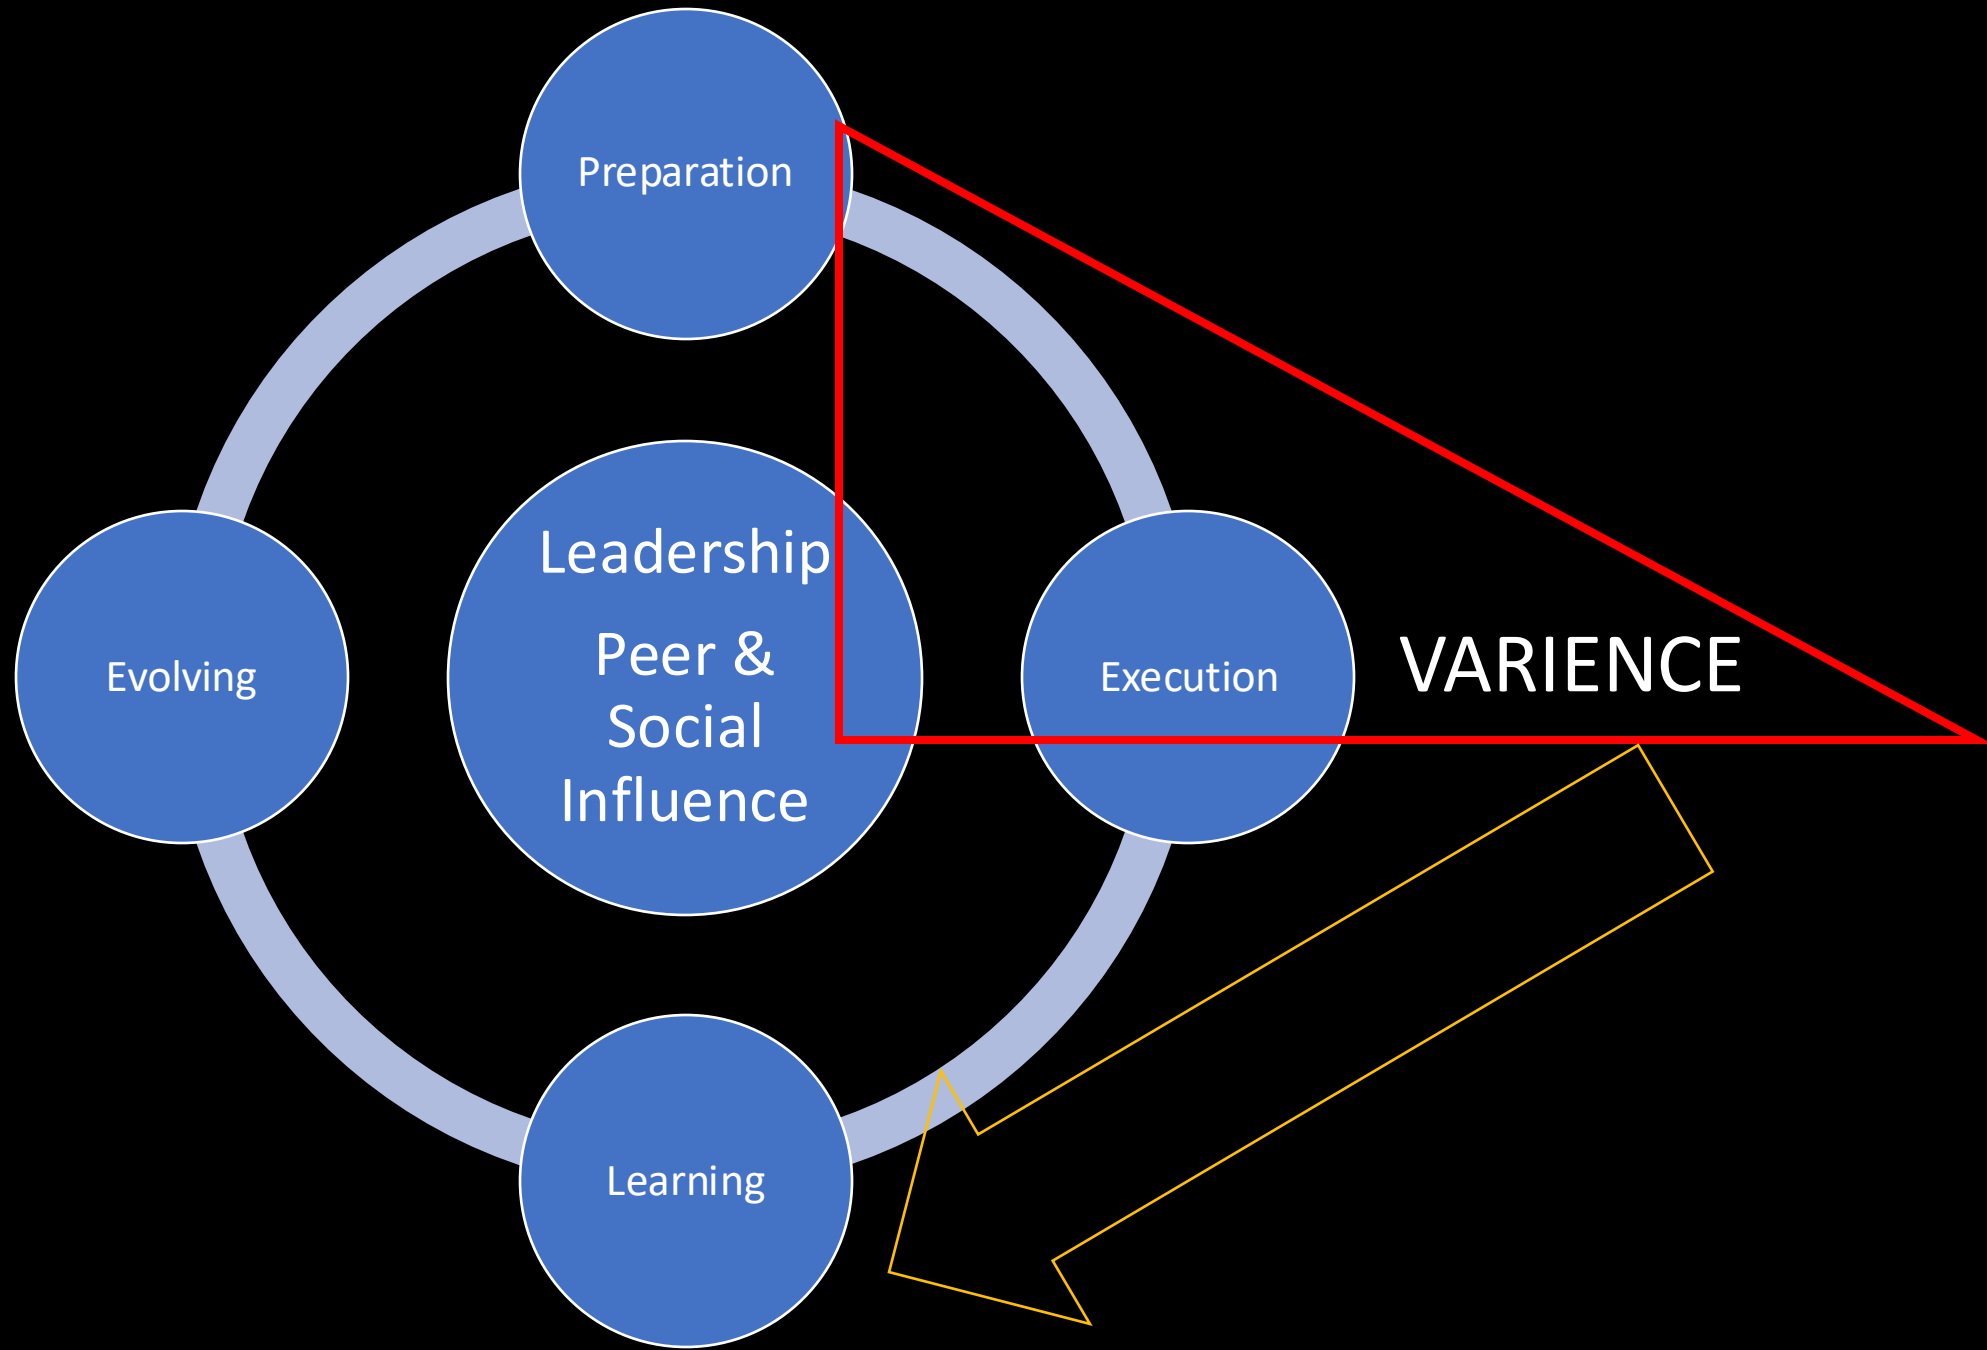 Preparation
Leadership
Peer &
Social
Influence
Evolving
Execution
VARIENCE
Learning